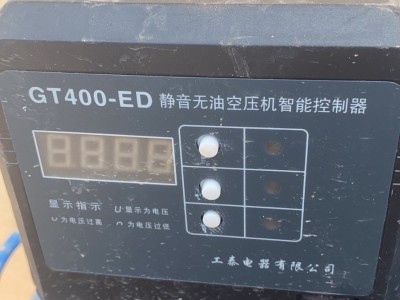 GT400-ED 静音无油空压机智能控制器
显示指示 U显示为电压
∪为电压过高 ∩为电压过低
工泰电器有限公司